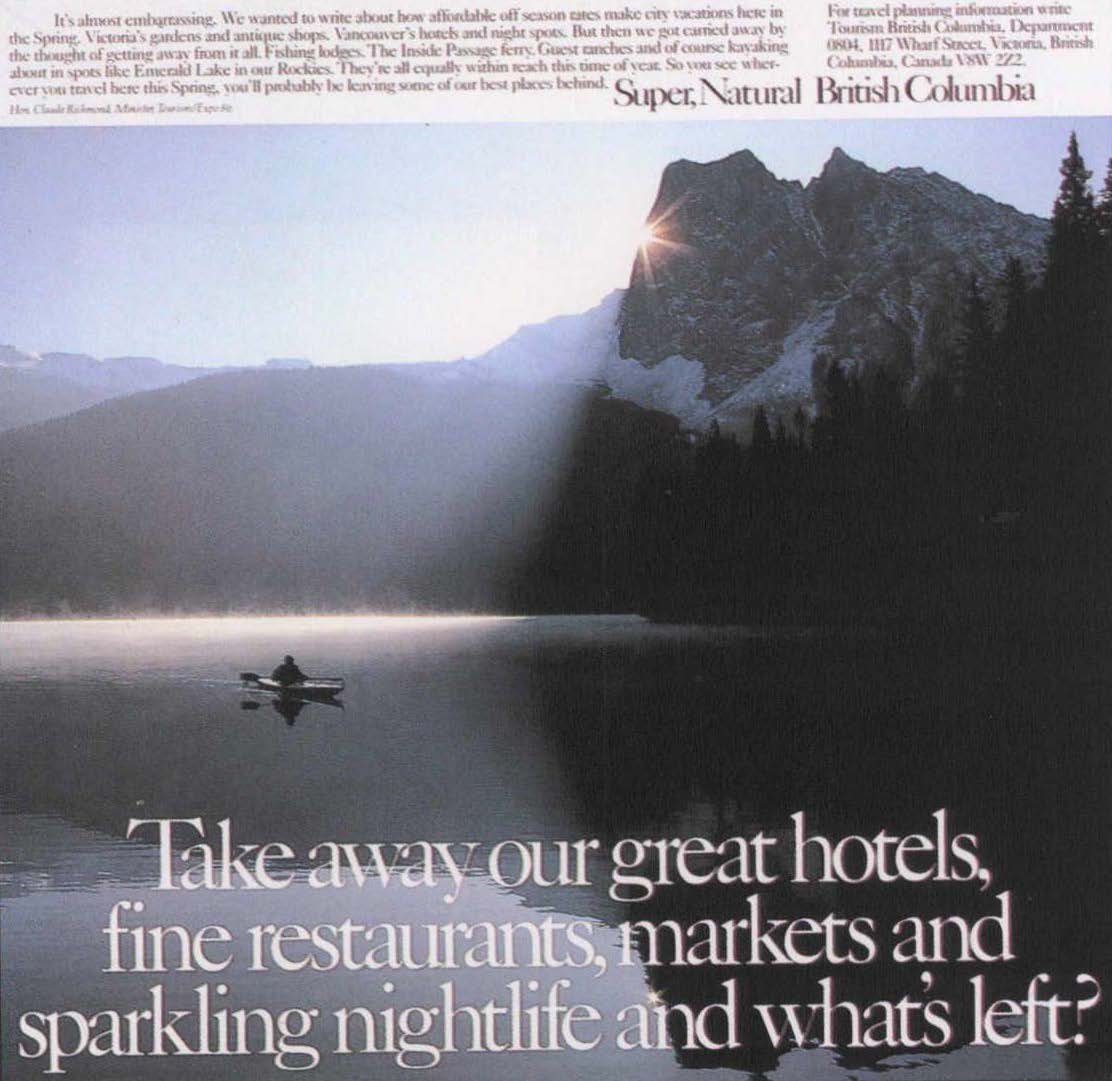 It's almost embarrassing. We wanted to write about how affordable off season rates make city vacations here in
the Spring. Victoria's gardens and antique shops. Vancouver's hotels and night spots. But then we got carried away by
the thought of getting away from it all. Fishing lodges. The Inside Passage ferry. Guest ranches and of course kayaking
about in spots like Emerald Lake in our Rockies. They're all equally within reach this time of year. So you see wher-
ever you travel here this Spring, you'll probably be leaving some of our best places behind.
Hon. Claude Richmond, Minister Tourism/Expo 86
For travel planning information write
Tourism British Columbia, Department
0804, 1117 Wharf Street, Victoria, British
Columbia, Canada V8W 2Z2.
Super, Natural British Columbia
Take away our great hotels,
fine restaurants, markets and
sparkling nightlife and what's left?